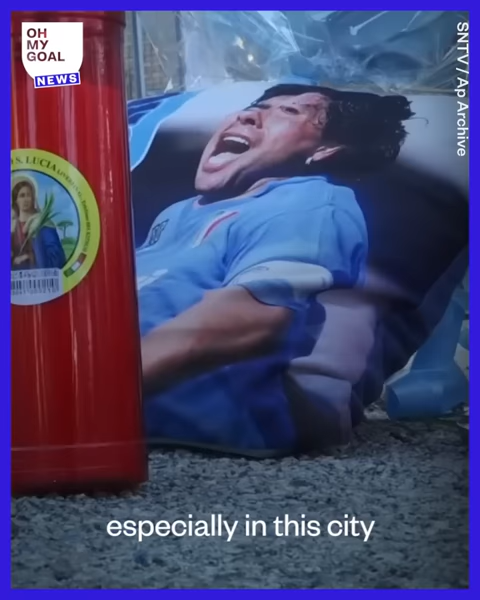 OH
MY
GOAL
NEWS
SNTV / Ap Archive
S. LUCIA
especially in this city